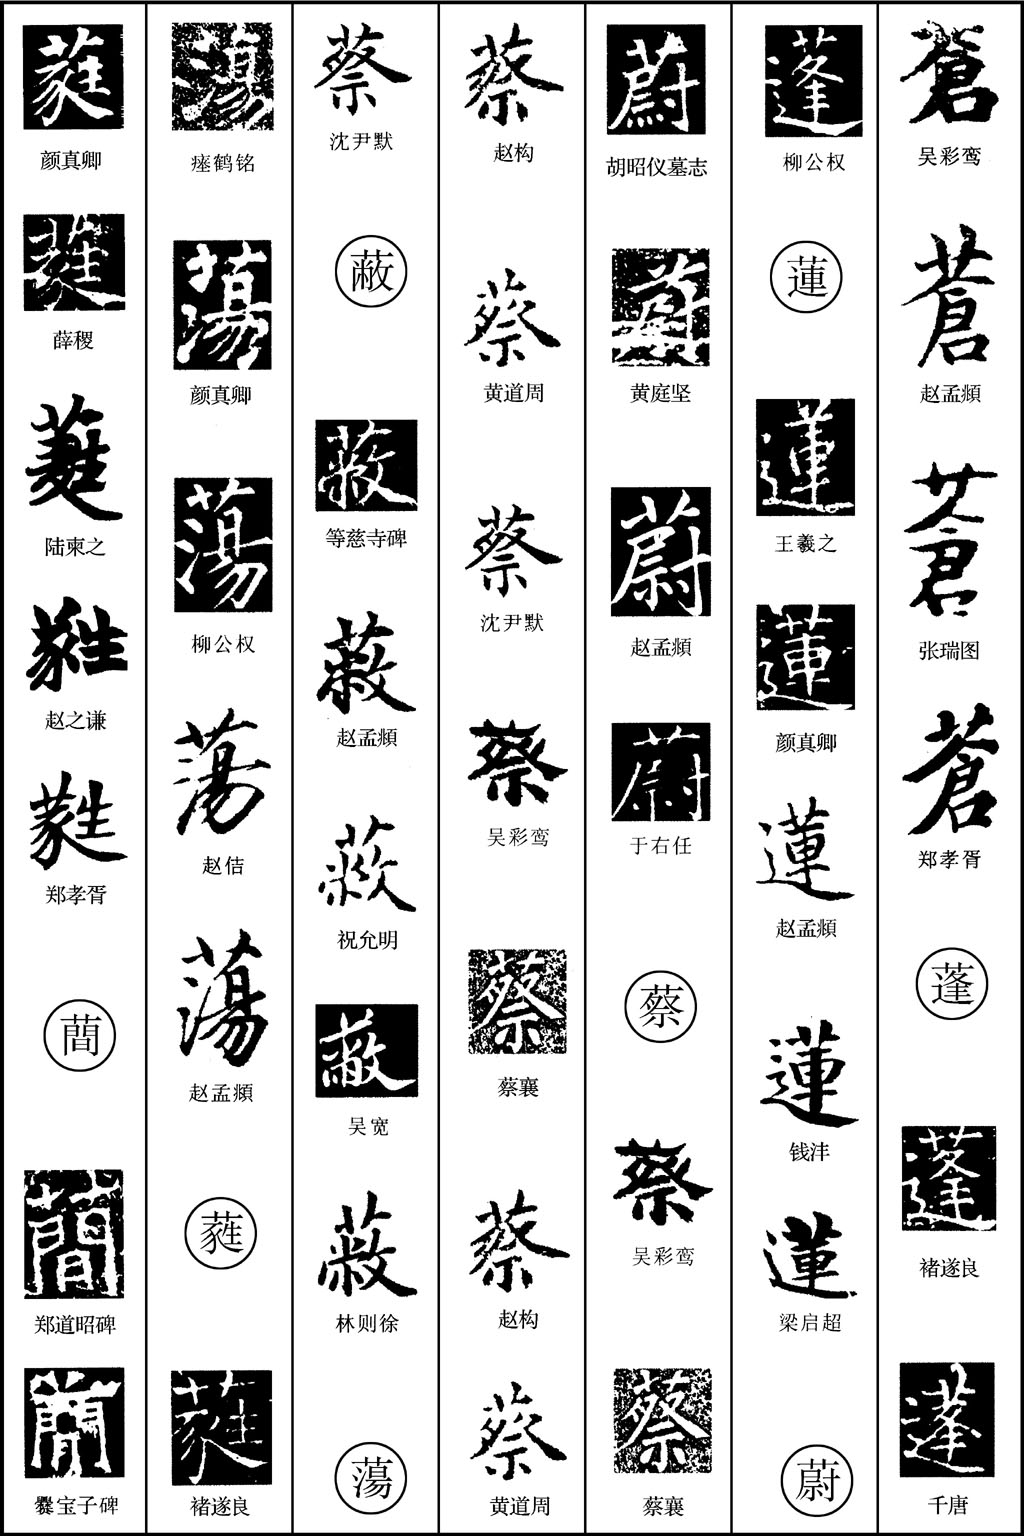 蒼
吴彩鸾
蒼
赵孟頫
蒼
张瑞图
蒼
郑孝胥
蓬
蓬
褚遂良
蓬
千唐
蓬
柳公权
蓮
蓮
王羲之
蓮
颜真卿
蓮
赵孟頫
蓮
钱沣
蓮
梁启超
蔚
蔚
胡昭仪墓志
蔚
黄庭坚
蔚
赵孟頫
蔚
于右任
蔡
蔡
吴彩鸾
蔡
蔡襄
蔡
赵构
蔡
黄道周
蔡
沈尹默
蔡
吴彩鸾
蔡
蔡襄
蔡
赵构
蔡
黄道周
蔡
沈尹默
蔽
蔽
等慈寺碑
蔽
赵孟頫
蔽
祝允明
蔽
吴宽
蔽
林则徐
蕩
蕩
瘗鹤铭
蕩
颜真卿
蕩
柳公权
蕩
赵佶
蕩
赵孟頫
蕤
蕤
褚遂良
蕤
颜真卿
蕤
薛稷
蕤
陆柬之
蕤
赵之谦
蕤
郑孝胥
蕳
蕳
郑道昭碑
蕳
爨宝子碑